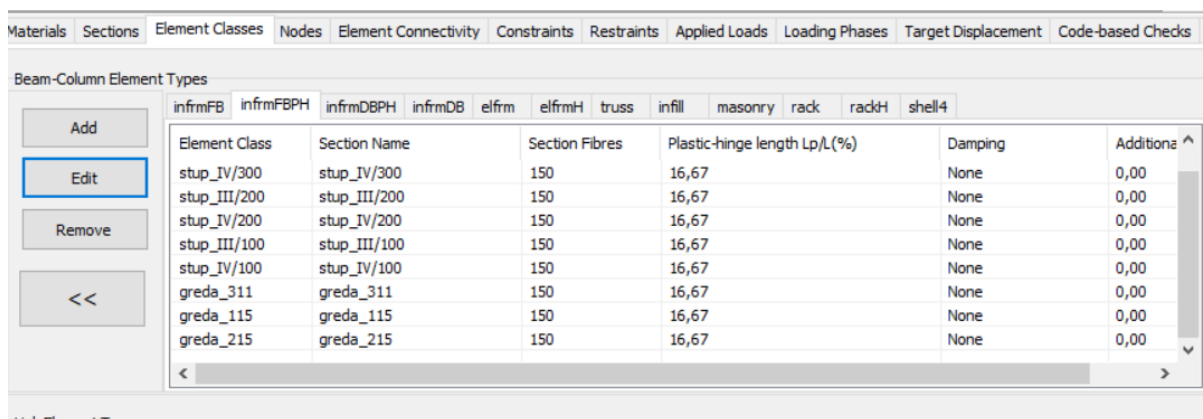 Materials Sections Element Classes Nodes Element Connectivity Constraints Restraints Applied Loads Loading Phases Target Displacement Code-based Checks
Beam-Column Element Types
infrmFB infrmFBPH infrmDBPH infrmDB elfrm elfrmH truss infill masonry rack rackH shell4
Add
Edit
Remove
<<
Element Class Section Name Section Fibres Plastic-hinge length Lp/L(%) Damping Additiona
stup_IV/300 stup_IV/300 150 16,67 None 0,00
stup_III/200 stup_III/200 150 16,67 None 0,00
stup_IV/200 stup_IV/200 150 16,67 None 0,00
stup_III/100 stup_III/100 150 16,67 None 0,00
stup_IV/100 stup_IV/100 150 16,67 None 0,00
greda_311 greda_311 150 16,67 None 0,00
greda_115 greda_115 150 16,67 None 0,00
greda_215 greda_215 150 16,67 None 0,00